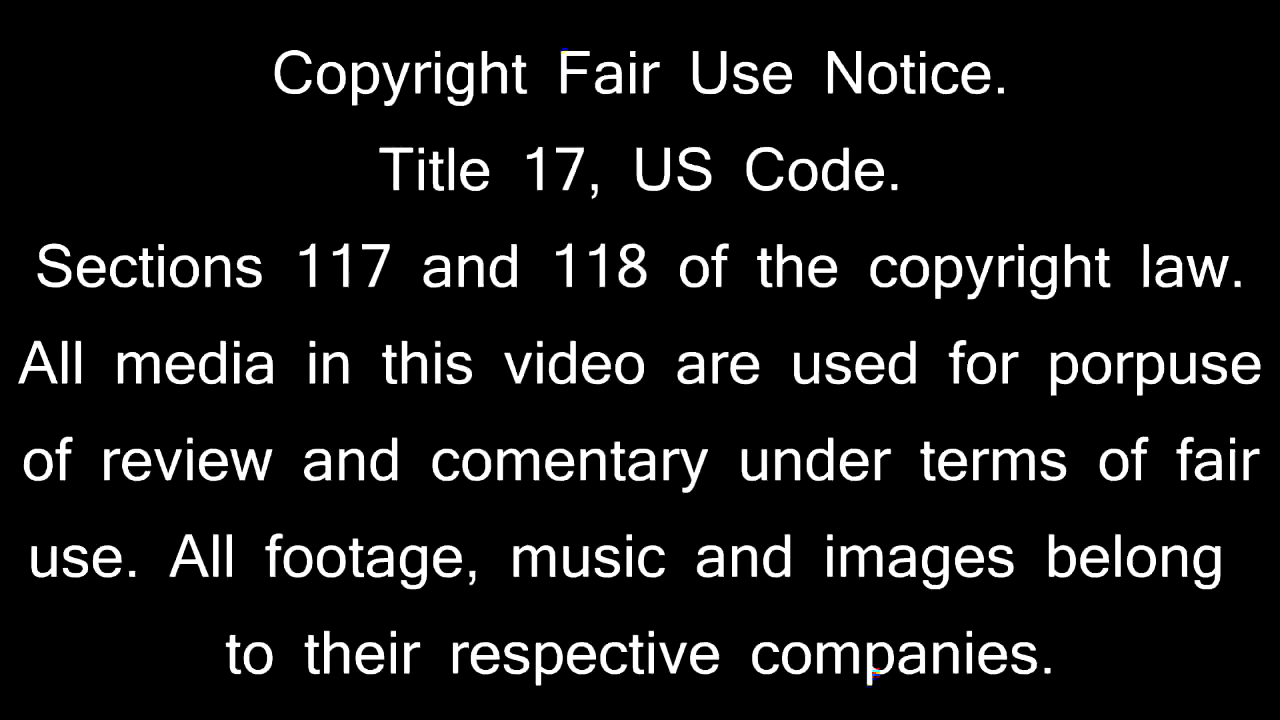 Copyright Fair Use Notice.
Title 17, US Code.
Sections 117 and 118 of the copyright law.
All media in this video are used for porpuse
of review and comentary under terms of fair
use. All footage, music and images belong
to their respective companies.